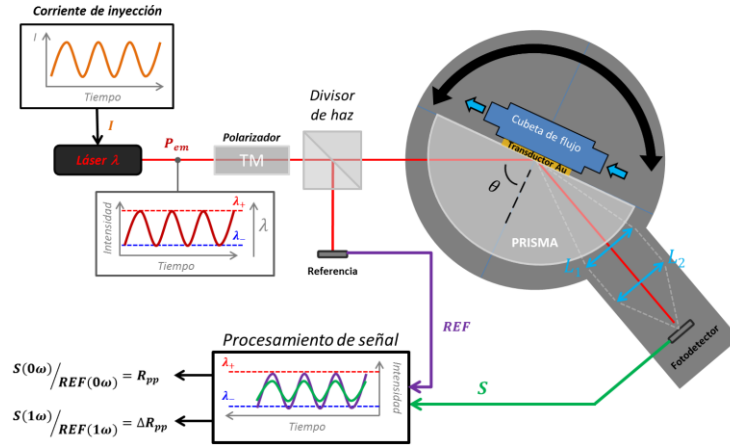 Corriente de inyección
I
Tiempo
I
Láser λ
P_em
Polarizador
TM
Divisor
de haz
Intensidad
λ₊
λ₋
λ
Tiempo
Referencia
Cubeta de flujo
Transductor Au
θ
PRISMA
L₁
L₂
Fotodetector
REF
S
Procesamiento de señal
λ₊
λ₋
Intensidad
Tiempo
S(0ω)/REF(0ω) = R_pp
S(1ω)/REF(1ω) = ΔR_pp